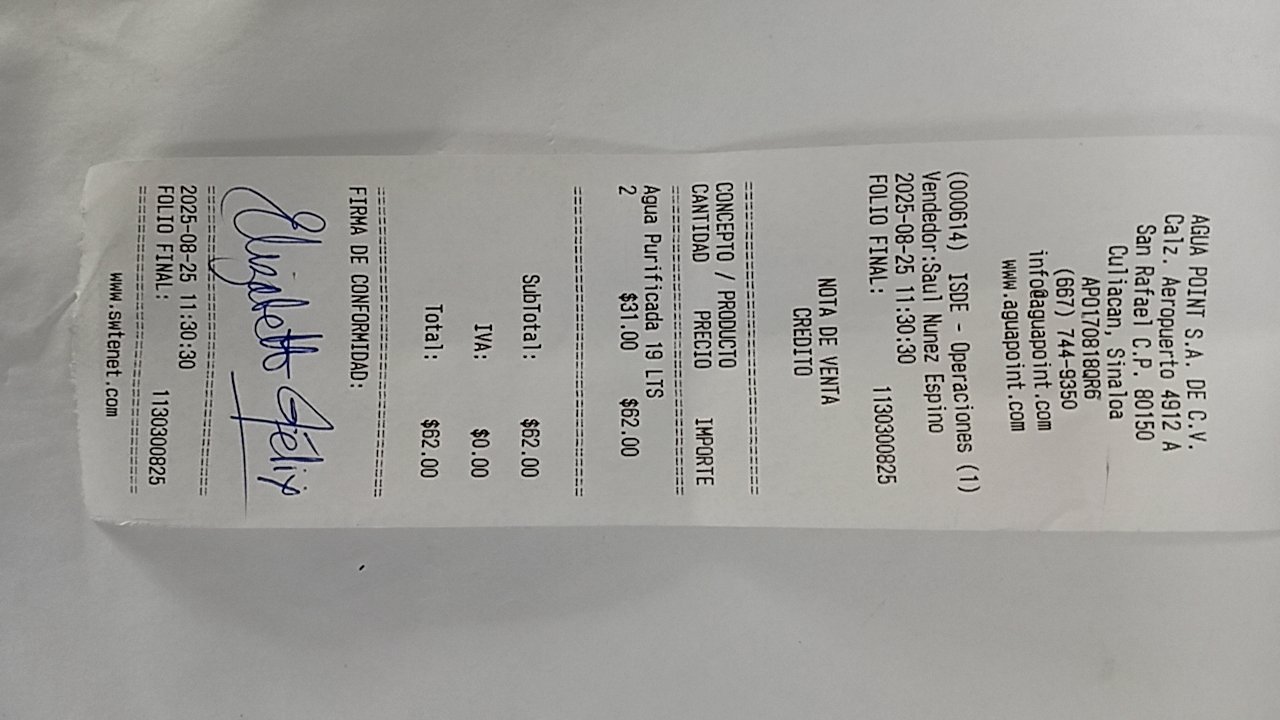 AGUA POINT S.A. DE C.V.
Calz. Aeropuerto 4912 A
San Rafael C.P. 80150
Culiacan, Sinaloa
APO170818QR6
(667) 744-9350
info@aguapoint.com
www.aguapoint.com
(000614) ISDE - Operaciones (1)
Vendedor:Saul Nunez Espino
2025-08-25 11:30:30
FOLIO FINAL: 1130300825
NOTA DE VENTA
CREDITO
===============================
CONCEPTO / PRODUCTO
CANTIDAD PRECIO IMPORTE
===============================
Agua Purificada 19 LTS
2 $31.00 $62.00
===============================
SubTotal: $62.00
IVA: $0.00
Total: $62.00
===============================
FIRMA DE CONFORMIDAD:
Elizabeth Félix
===============================
2025-08-25 11:30:30
FOLIO FINAL: 1130300825
===============================
www.swtenet.com